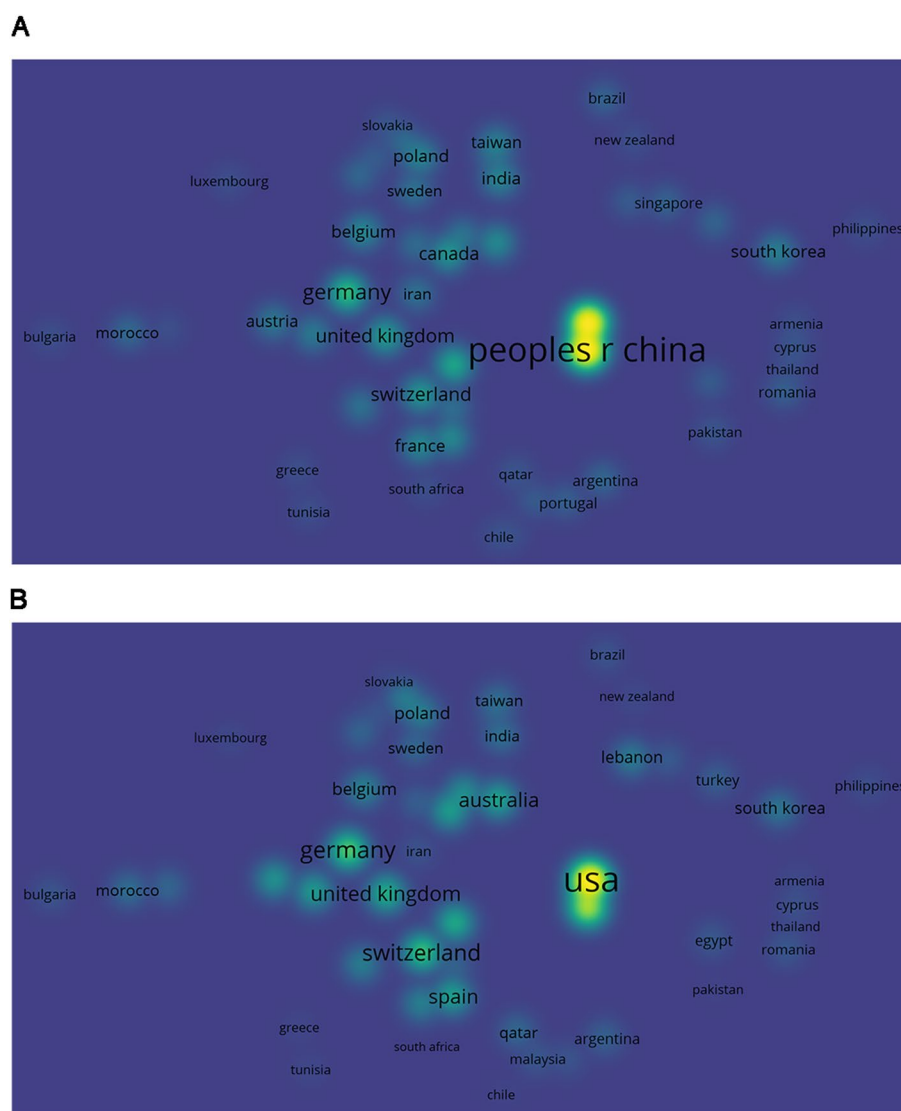 A
brazil
slovakia
new zealand
taiwan
poland
india
luxembourg
sweden
singapore
belgium
philippines
canada
south korea
germany
iran
austria
armenia
morocco
united kingdom
bulgaria
peoples r china
cyprus
thailand
switzerland
romania
pakistan
france
greece
qatar
argentina
south africa
portugal
tunisia
chile
B
brazil
slovakia
new zealand
taiwan
poland
india
luxembourg
sweden
lebanon
turkey
belgium
philippines
australia
south korea
germany
iran
usa
armenia
morocco
united kingdom
bulgaria
cyprus
thailand
egypt
switzerland
romania
pakistan
spain
greece
qatar
argentina
south africa
malaysia
tunisia
chile